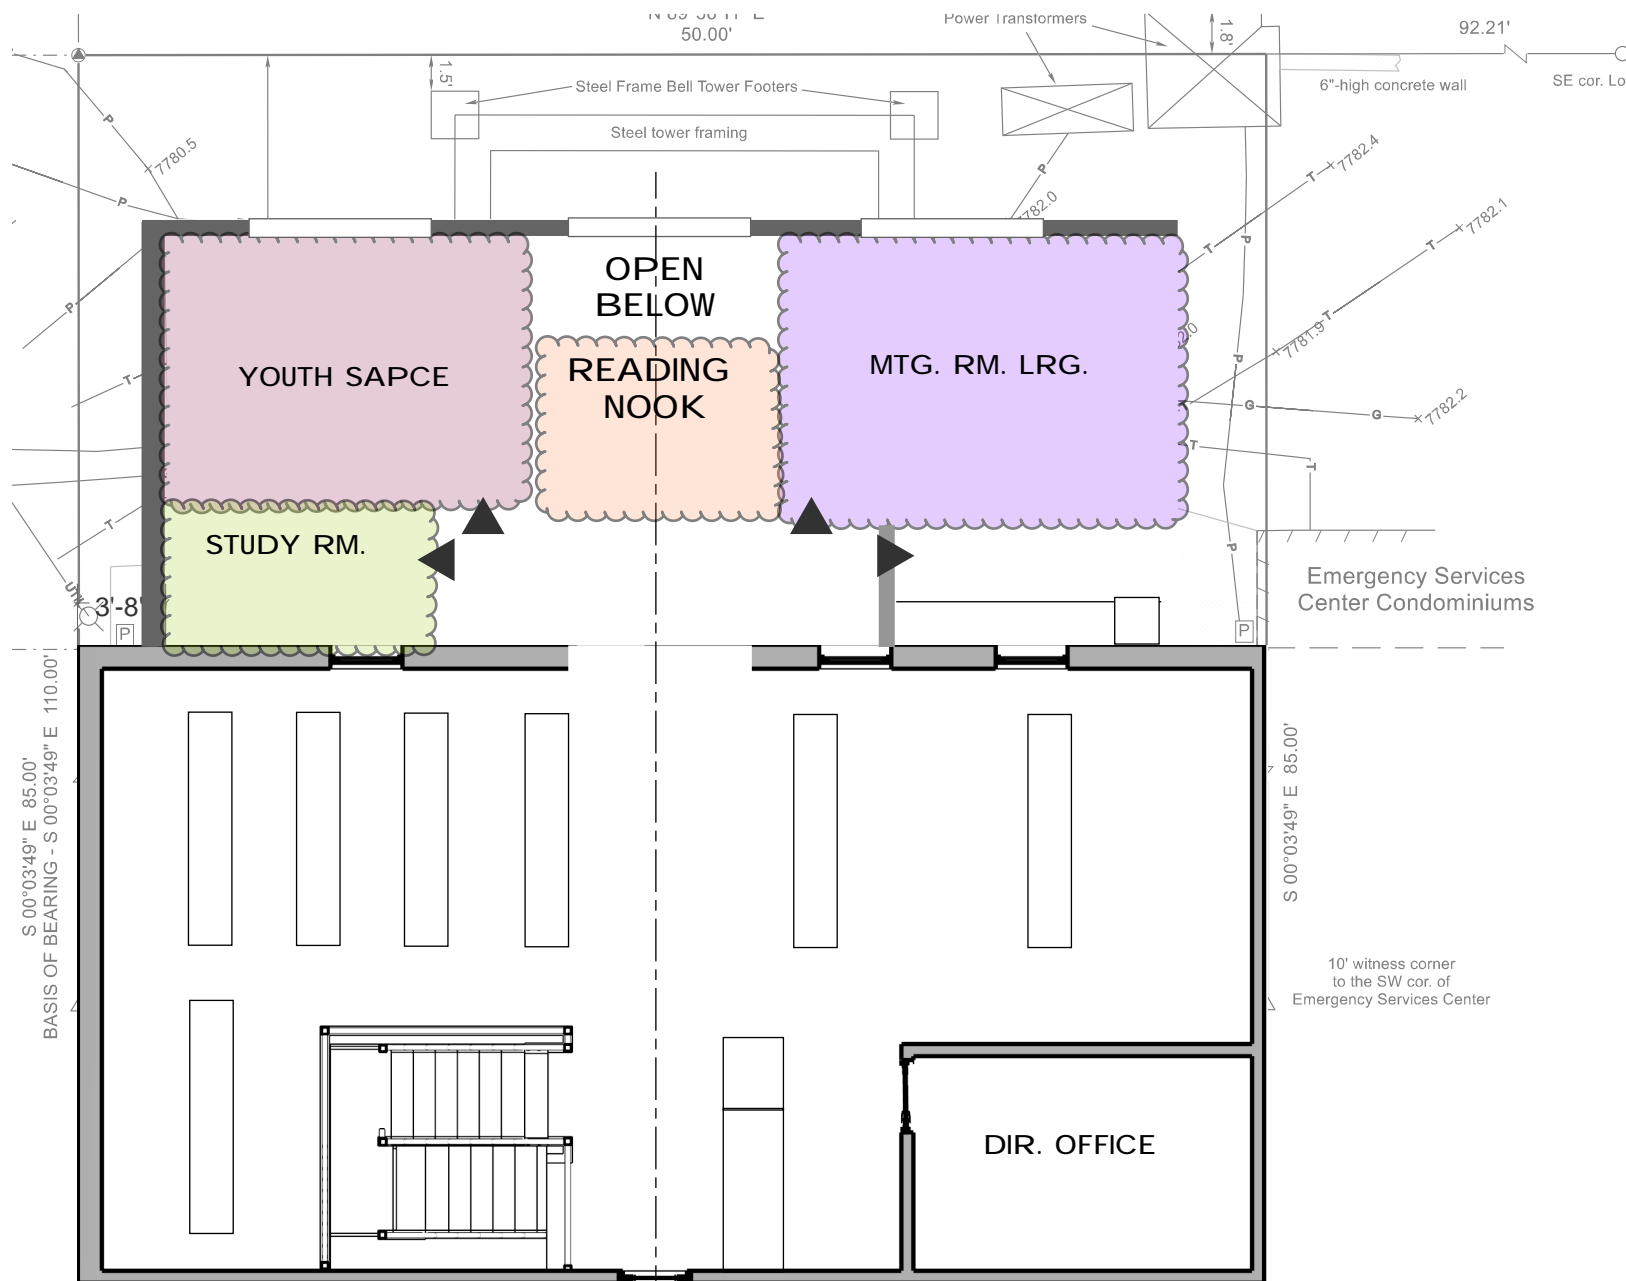 N 89°56'11" E
50.00'
Power Transformers
1.8'
92.21'
1.5'
Steel Frame Bell Tower Footers
6"-high concrete wall
SE cor. Lo
Steel tower framing
P
7780.5
P
P
T
7782.4
7782.0
P
T
7782.1
T
P
OPEN
BELOW
P
T
7781.9
YOUTH SAPCE
READING
NOOK
MTG. RM. LRG.
P
T
G
G
7782.2
T
T
STUDY RM.
T
P
Emergency Services
Center Condominiums
3'-8"
P
P
S 00°03'49" E 85.00'
BASIS OF BEARING - S 00°03'49" E 110.00'
S 00°03'49" E 85.00'
10' witness corner
to the SW cor. of
Emergency Services Center
DIR. OFFICE